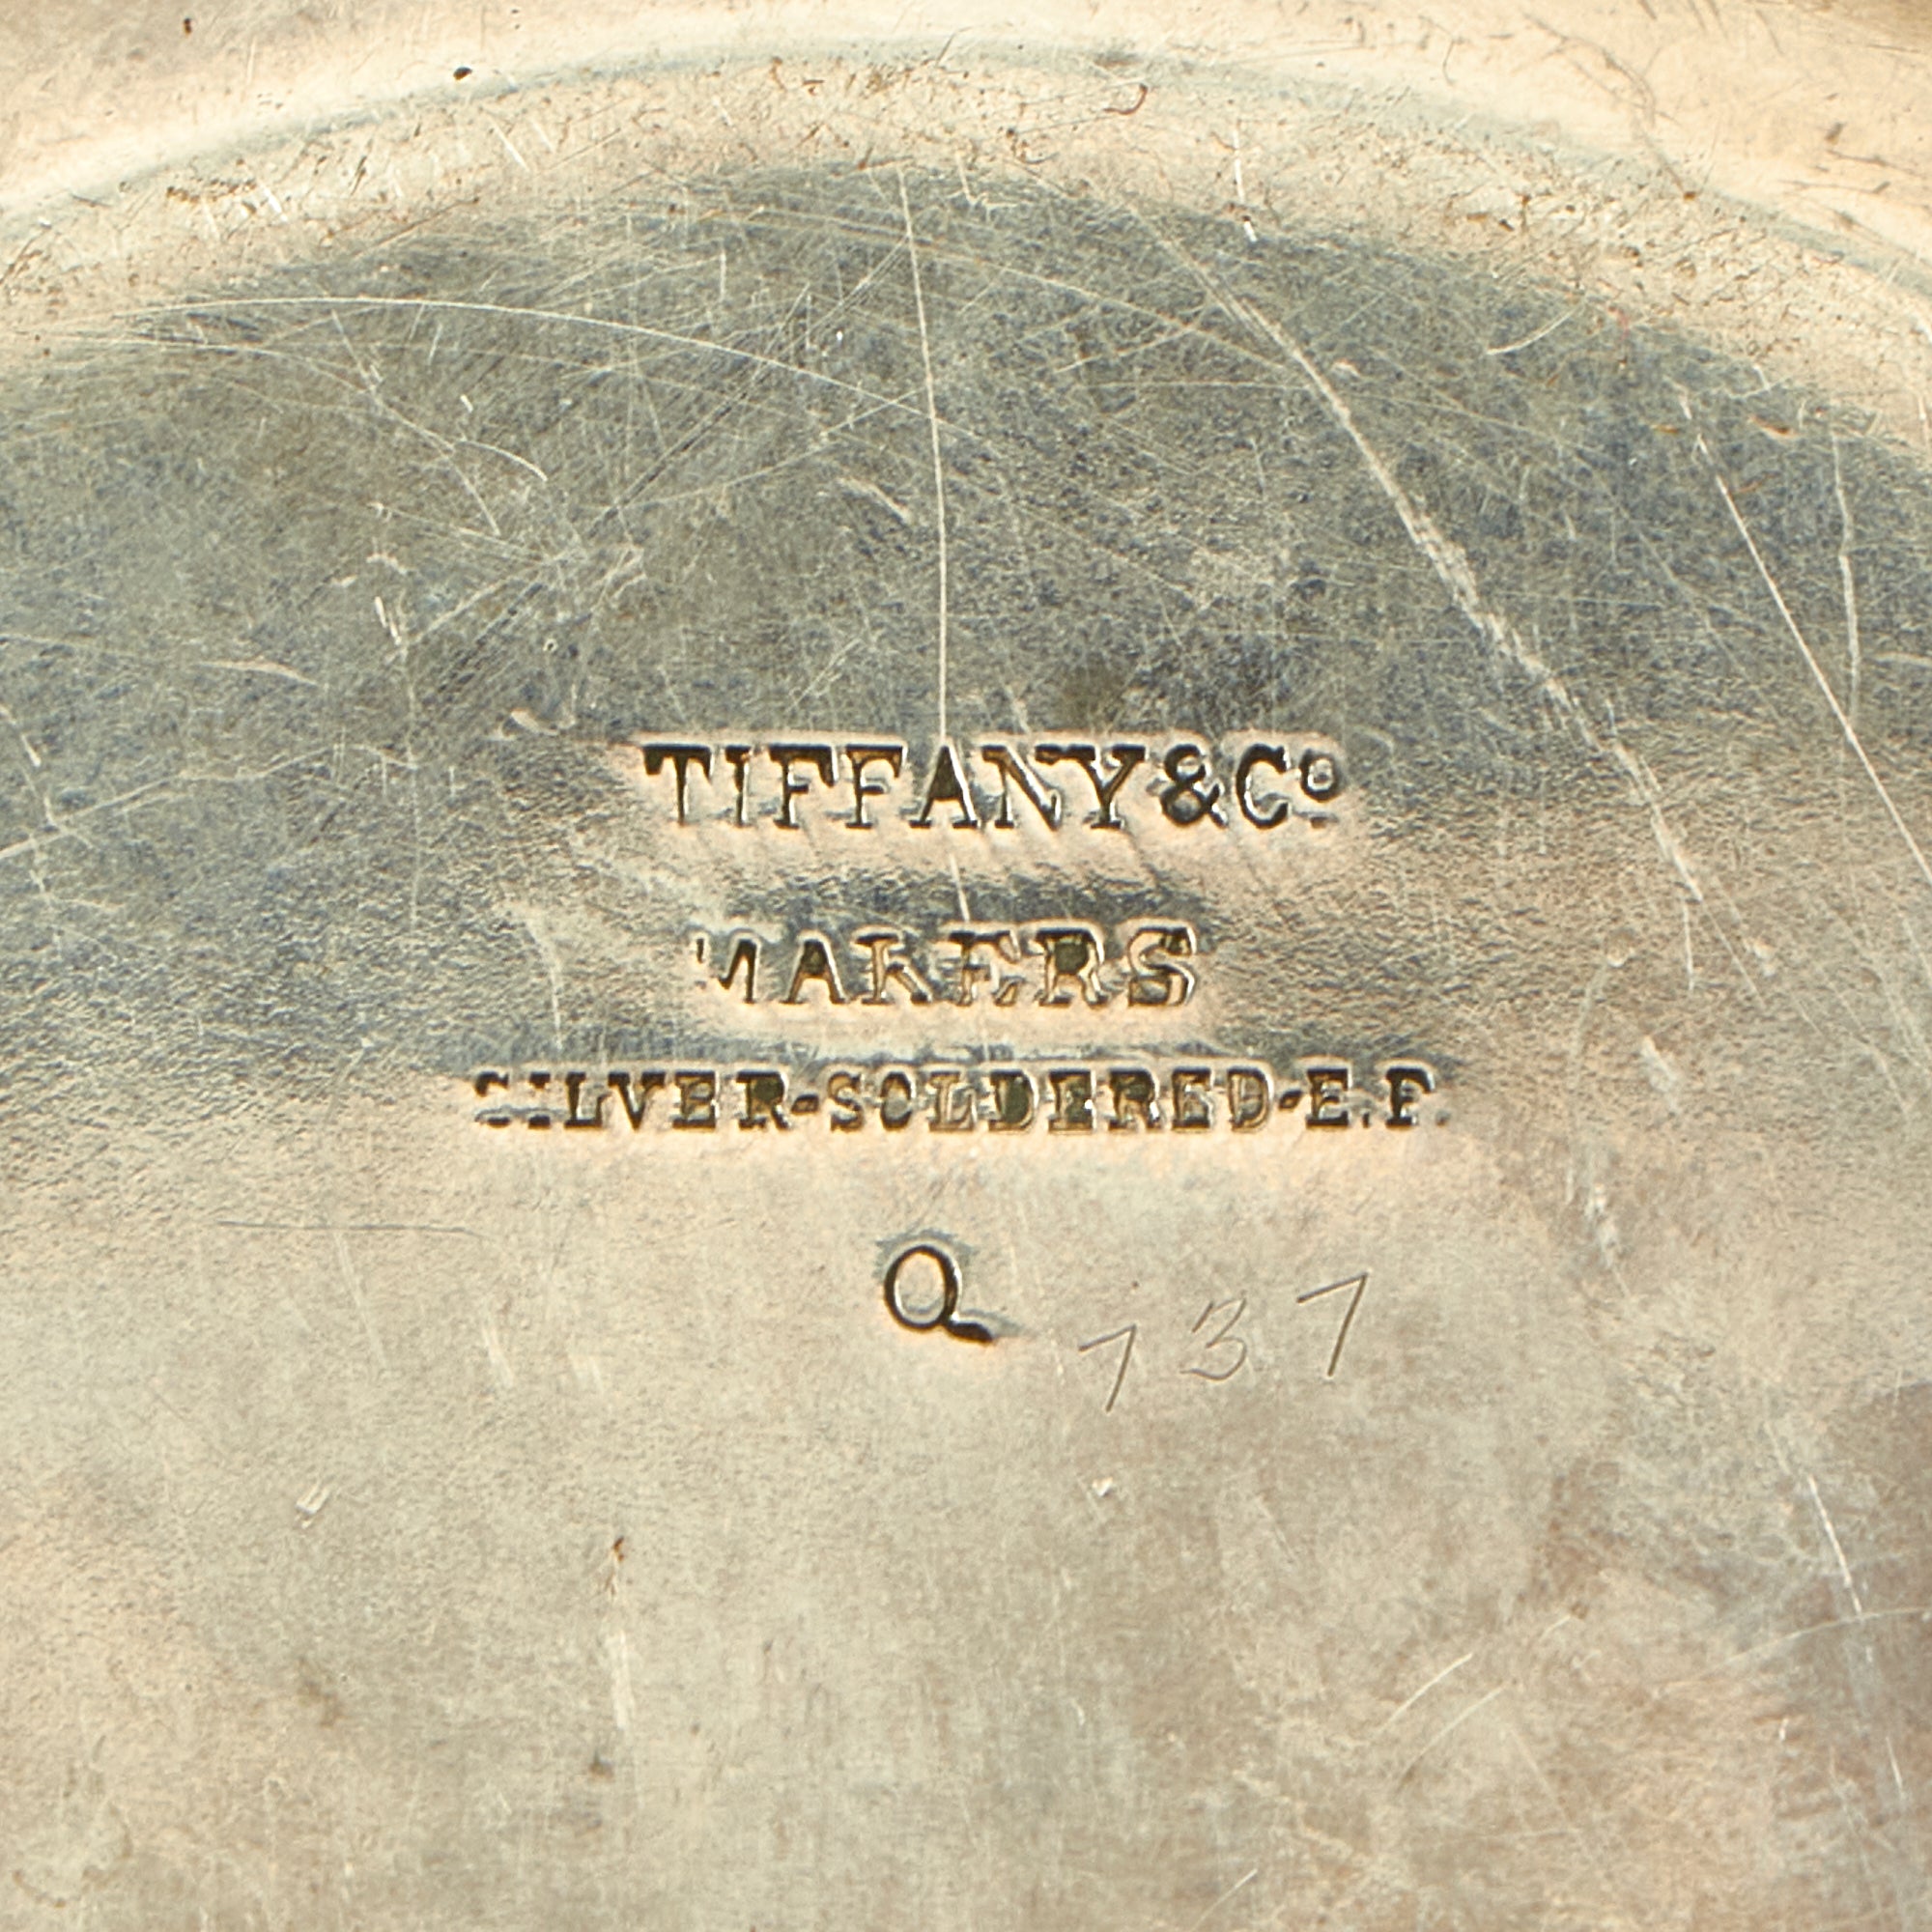 TIFFANY & Cº
MAKERS
SILVER-SOLDERED-E.P.
Q 737